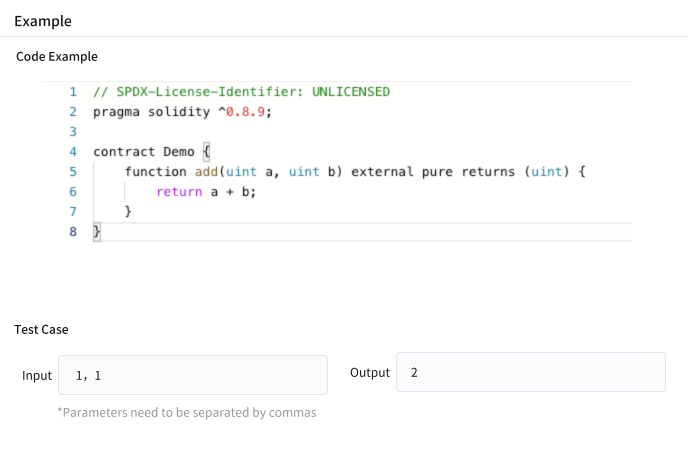 Example
Code Example
1 // SPDX-License-Identifier: UNLICENSED
2 pragma solidity ^0.8.9;
3
4 contract Demo {
5     function add(uint a, uint b) external pure returns (uint) {
6         return a + b;
7     }
8 }
Test Case
Input 1, 1 Output 2
*Parameters need to be separated by commas